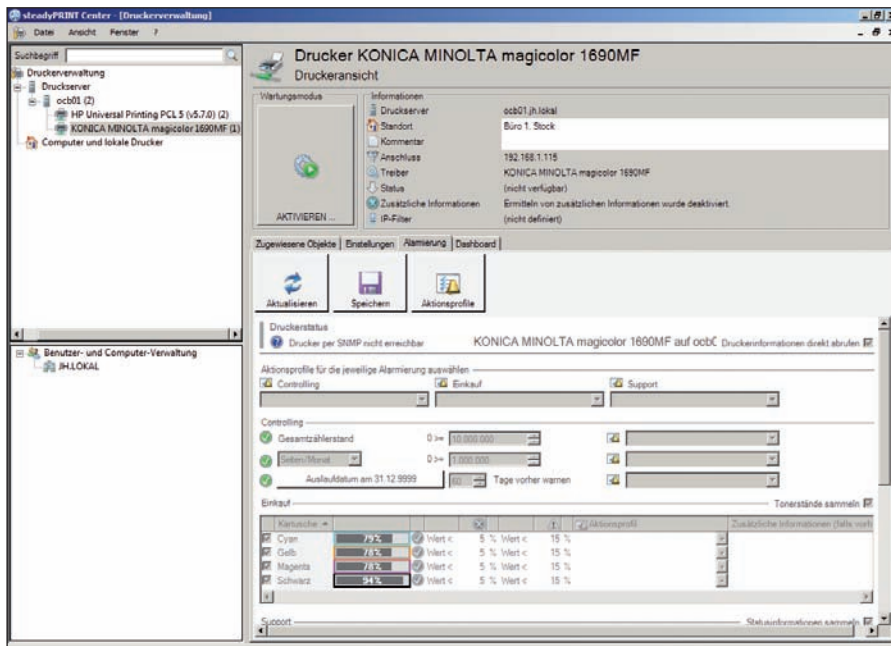 steadyPRINT Center - [Druckerverwaltung]
Datei Ansicht Fenster ?
Suchbegriff
Druckerverwaltung
Druckserver
ocb01 (2)
HP Universal Printing PCL 5 (v5.7.0) (2)
KONICA MINOLTA magicolor 1690MF (1)
Computer und lokale Drucker
Benutzer- und Computer-Verwaltung
JH.LOKAL
Drucker KONICA MINOLTA magicolor 1690MF
Druckeransicht
Wartungsmodus
AKTIVIEREN ...
Informationen
Druckserver ocb01.jh.lokal
Standort Büro 1. Stock
Kommentar
Anschluss 192.168.1.115
Treiber KONICA MINOLTA magicolor 1690MF
Status (nicht verfügbar)
Zusätzliche Informationen Ermitteln von zusätzlichen Informationen wurde deaktiviert.
IP-Filter (nicht definiert)
Zugewiesene Objekte Einstellungen Alarmierung Dashboard
Aktualisieren Speichern Aktionsprofile
Druckerstatus
Drucker per SNMP nicht erreichbar KONICA MINOLTA magicolor 1690MF auf ocb Druckerinformationen direkt abrufen
Aktionsprofile für die jeweilige Alarmierung auswählen
Controlling Einkauf Support
Controlling
Gesamtzählerstand 0 >= 10.000.000
Seiten/Monat 0 >= 1.000.000
Auslaufdatum am 31.12.9999 60 Tage vorher warnen
Einkauf Tonerstände sammeln
Kartusche Aktionsprofil Zusätzliche Informationen (falls vorh
Cyan 79% Wert < 5 % Wert < 15 %
Gelb 78% Wert < 5 % Wert < 15 %
Magenta 78% Wert < 5 % Wert < 15 %
Schwarz 94% Wert < 5 % Wert < 15 %
Support Statusinformationen sammeln